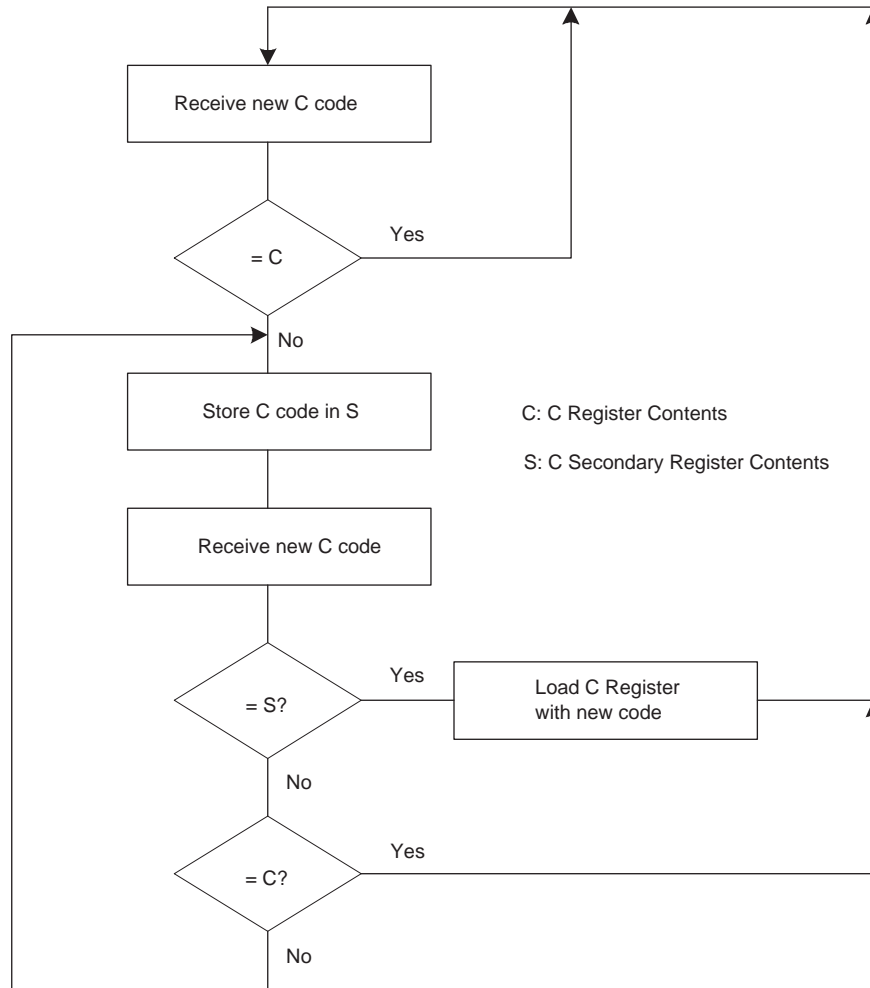 Receive new C code
Yes
= C
No
Store C code in S
C: C Register Contents
S: C Secondary Register Contents
Receive new C code
Yes
Load C Register
with new code
= S?
No
Yes
= C?
No